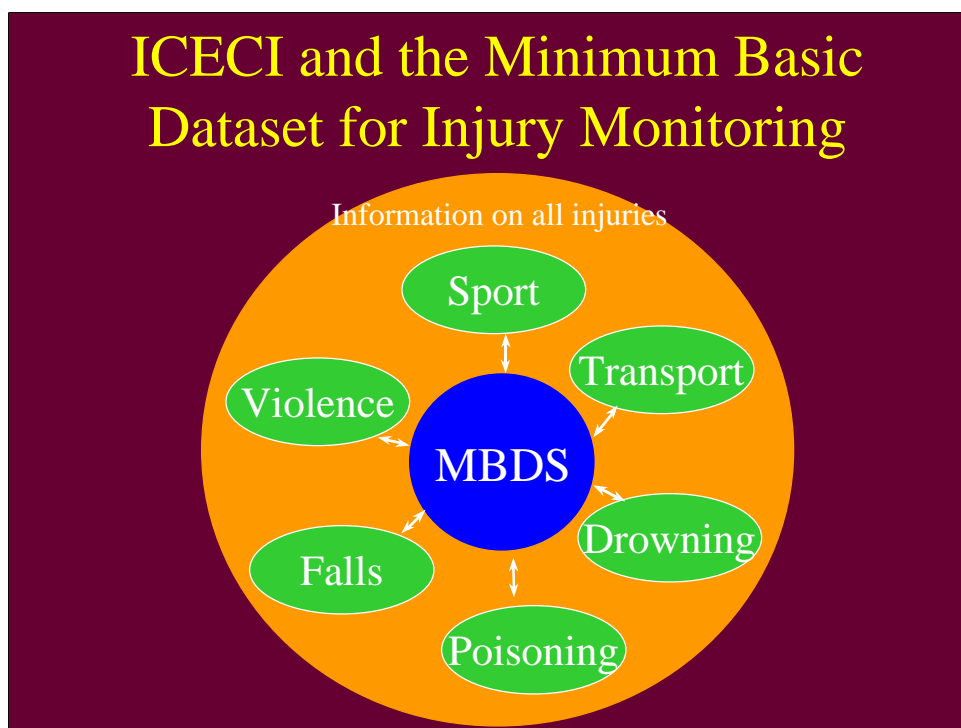 ICECI and the Minimum Basic
Dataset for Injury Monitoring
Information on all injuries
Sport
Transport
Violence
MBDS
Drowning
Falls
Poisoning